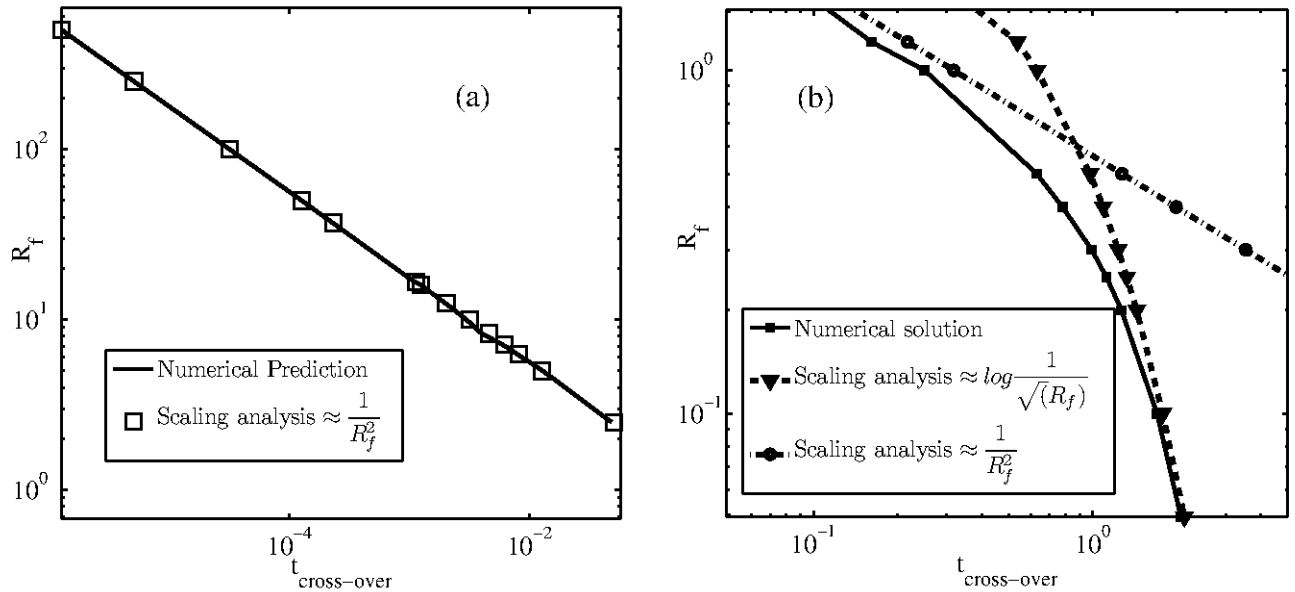 (a)
R_f
10^2
10^1
10^0
Numerical Prediction
Scaling analysis ≈ 1/R_f^2
10^-4
10^-2
t_cross-over
(b)
R_f
10^0
10^-1
Numerical solution
Scaling analysis ≈ log 1/√(R_f)
Scaling analysis ≈ 1/R_f^2
10^-1
10^0
t_cross-over